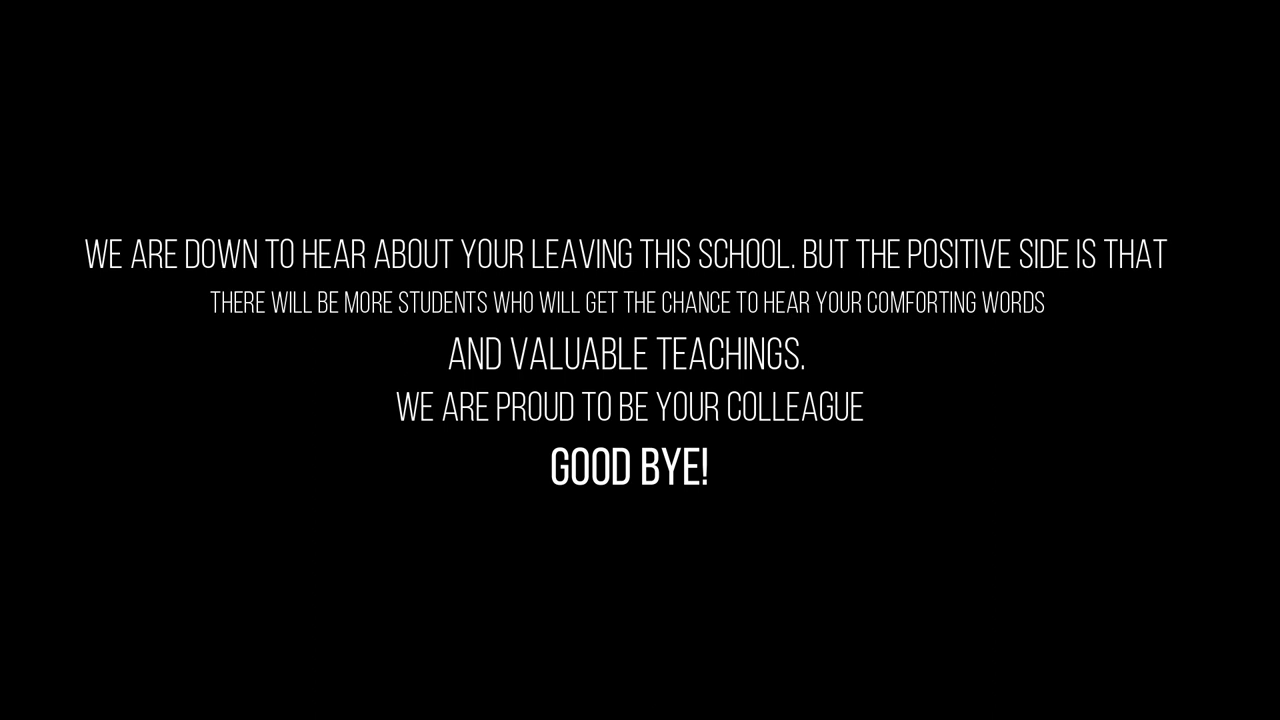 WE ARE DOWN TO HEAR ABOUT YOUR LEAVING THIS SCHOOL. BUT THE POSITIVE SIDE IS THAT
THERE WILL BE MORE STUDENTS WHO WILL GET THE CHANCE TO HEAR YOUR COMFORTING WORDS
AND VALUABLE TEACHINGS.
WE ARE PROUD TO BE YOUR COLLEAGUE
GOOD BYE!